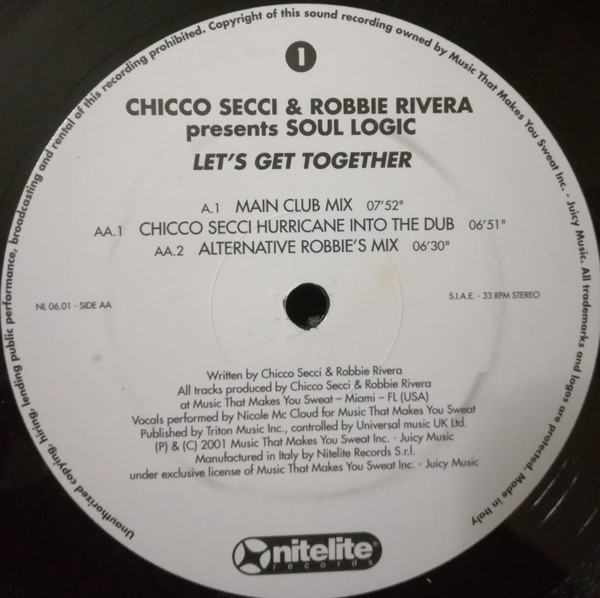 Unauthorized copying, hiring, lending public performance, broadcasting and rental of this recording prohibited. Copyright of this sound recording owned by Music That Makes You Sweat Inc. - Juicy Music. All trademarks and logos are protected. Made in Italy
1
CHICCO SECCI & ROBBIE RIVERA
presents SOUL LOGIC
LET'S GET TOGETHER
A.1 MAIN CLUB MIX 07'52"
AA.1 CHICCO SECCI HURRICANE INTO THE DUB 06'51"
AA.2 ALTERNATIVE ROBBIE'S MIX 06'30"
NL 06.01 - SIDE AA
S.I.A.E. - 33 RPM STEREO
Written by Chicco Secci & Robbie Rivera
All tracks produced by Chicco Secci & Robbie Rivera
at Music That Makes You Sweat – Miami – FL (USA)
Vocals performed by Nicole Mc Cloud for Music That Makes You Sweat
Published by Triton Music Inc., controlled by Universal music UK Ltd.
(P) & (C) 2001 Music That Makes You Sweat Inc. - Juicy Music
Manufactured in Italy by Nitelite Records S.r.l.
under exclusive license of Music That Makes You Sweat Inc. - Juicy Music
nitelite®
records